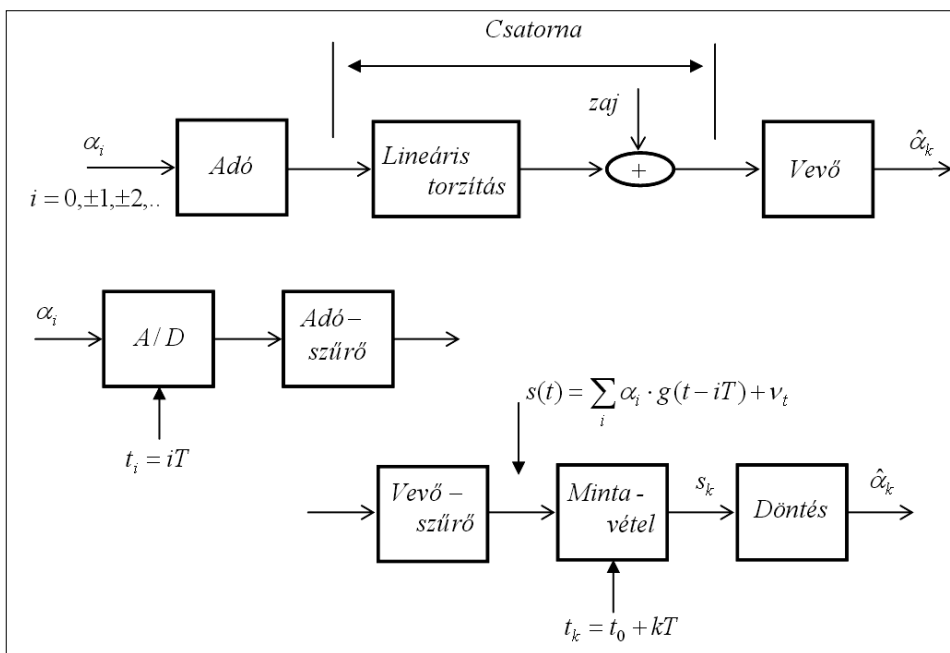 Csatorna
zaj
α_i
Adó
Lineáris
torzítás
+
Vevő
α̂_k
i = 0,±1,±2,..
α_i
A/D
Adó –
szűrő
t_i = iT
s(t) = ∑_i α_i · g(t – iT) + ν_t
Vevő –
szűrő
Minta -
vétel
s_k
Döntés
α̂_k
t_k = t_0 + kT